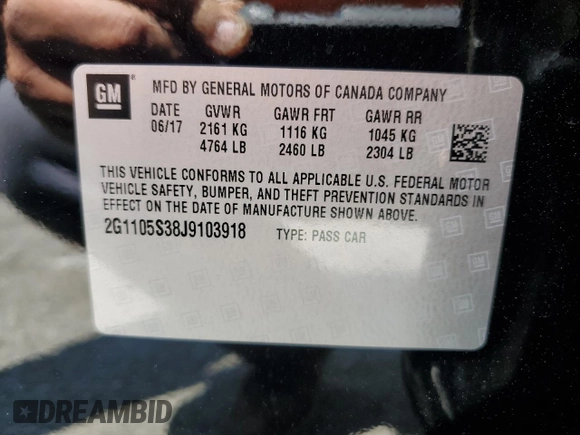 GM
MFD BY GENERAL MOTORS OF CANADA COMPANY
DATE GVWR GAWR FRT GAWR RR
06/17 2161 KG 1116 KG 1045 KG
4764 LB 2460 LB 2304 LB
THIS VEHICLE CONFORMS TO ALL APPLICABLE U.S. FEDERAL MOTOR
VEHICLE SAFETY, BUMPER, AND THEFT PREVENTION STANDARDS IN
EFFECT ON THE DATE OF MANUFACTURE SHOWN ABOVE.
2G1105S38J9103918 TYPE: PASS CAR
DREAMBID